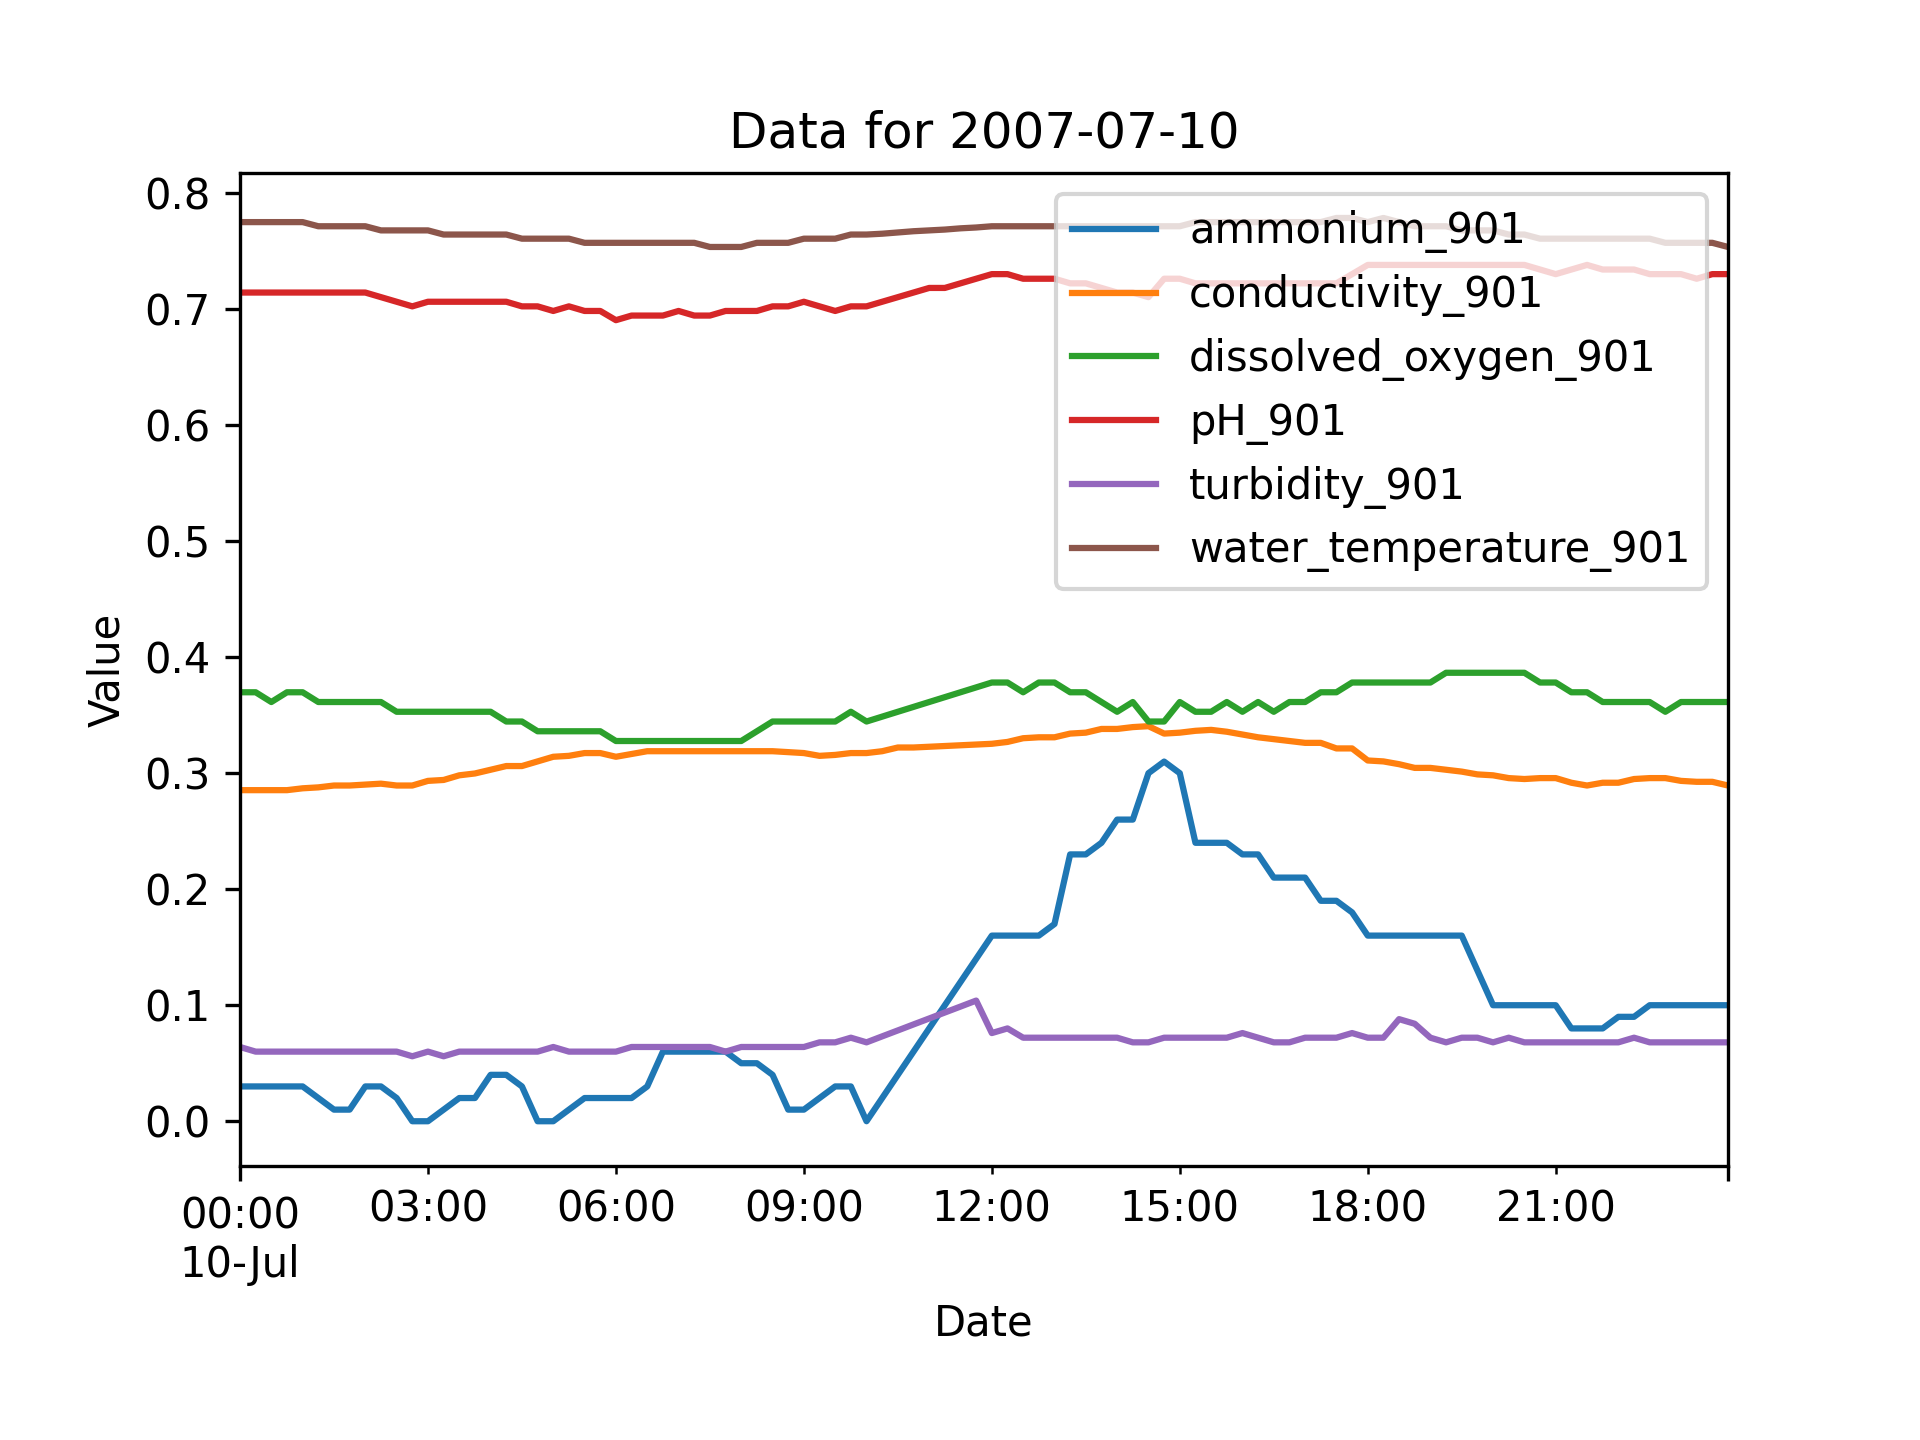 Data for 2007-07-10
0.8
0.7
0.6
0.5
0.4
0.3
0.2
0.1
0.0
Value
ammonium_901
conductivity_901
dissolved_oxygen_901
pH_901
turbidity_901
water_temperature_901
00:00 03:00 06:00 09:00 12:00 15:00 18:00 21:00
10-Jul
Date